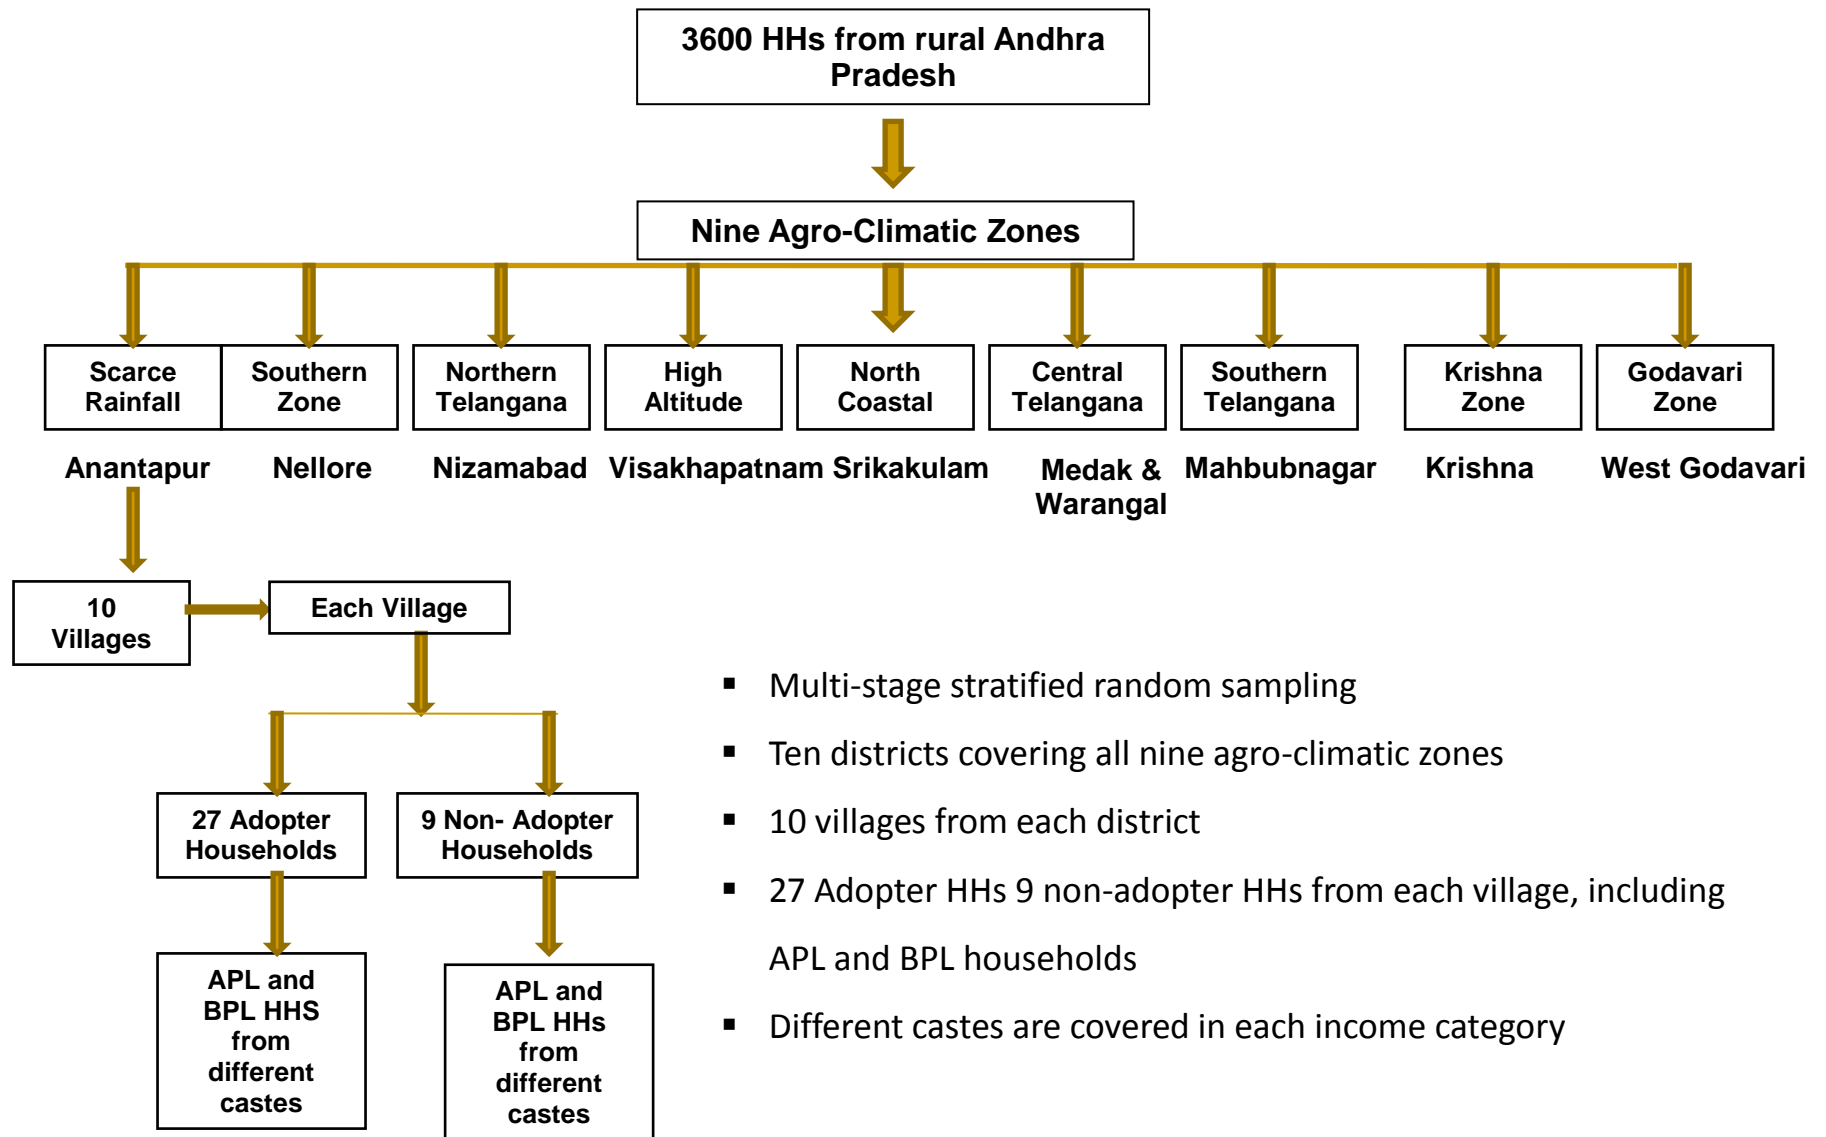 3600 HHs from rural Andhra
Pradesh
Nine Agro-Climatic Zones
Scarce
Rainfall
Southern
Zone
Northern
Telangana
High
Altitude
North
Coastal
Central
Telangana
Southern
Telangana
Krishna
Zone
Godavari
Zone
Anantapur
Nellore
Nizamabad
Visakhapatnam
Srikakulam
Medak &
Warangal
Mahbubnagar
Krishna
West Godavari
10
Villages
Each Village
27 Adopter
Households
9 Non- Adopter
Households
APL and
BPL HHS
from
different
castes
APL and
BPL HHs
from
different
castes
▪ Multi-stage stratified random sampling
▪ Ten districts covering all nine agro-climatic zones
▪ 10 villages from each district
▪ 27 Adopter HHs 9 non-adopter HHs from each village, including
APL and BPL households
▪ Different castes are covered in each income category